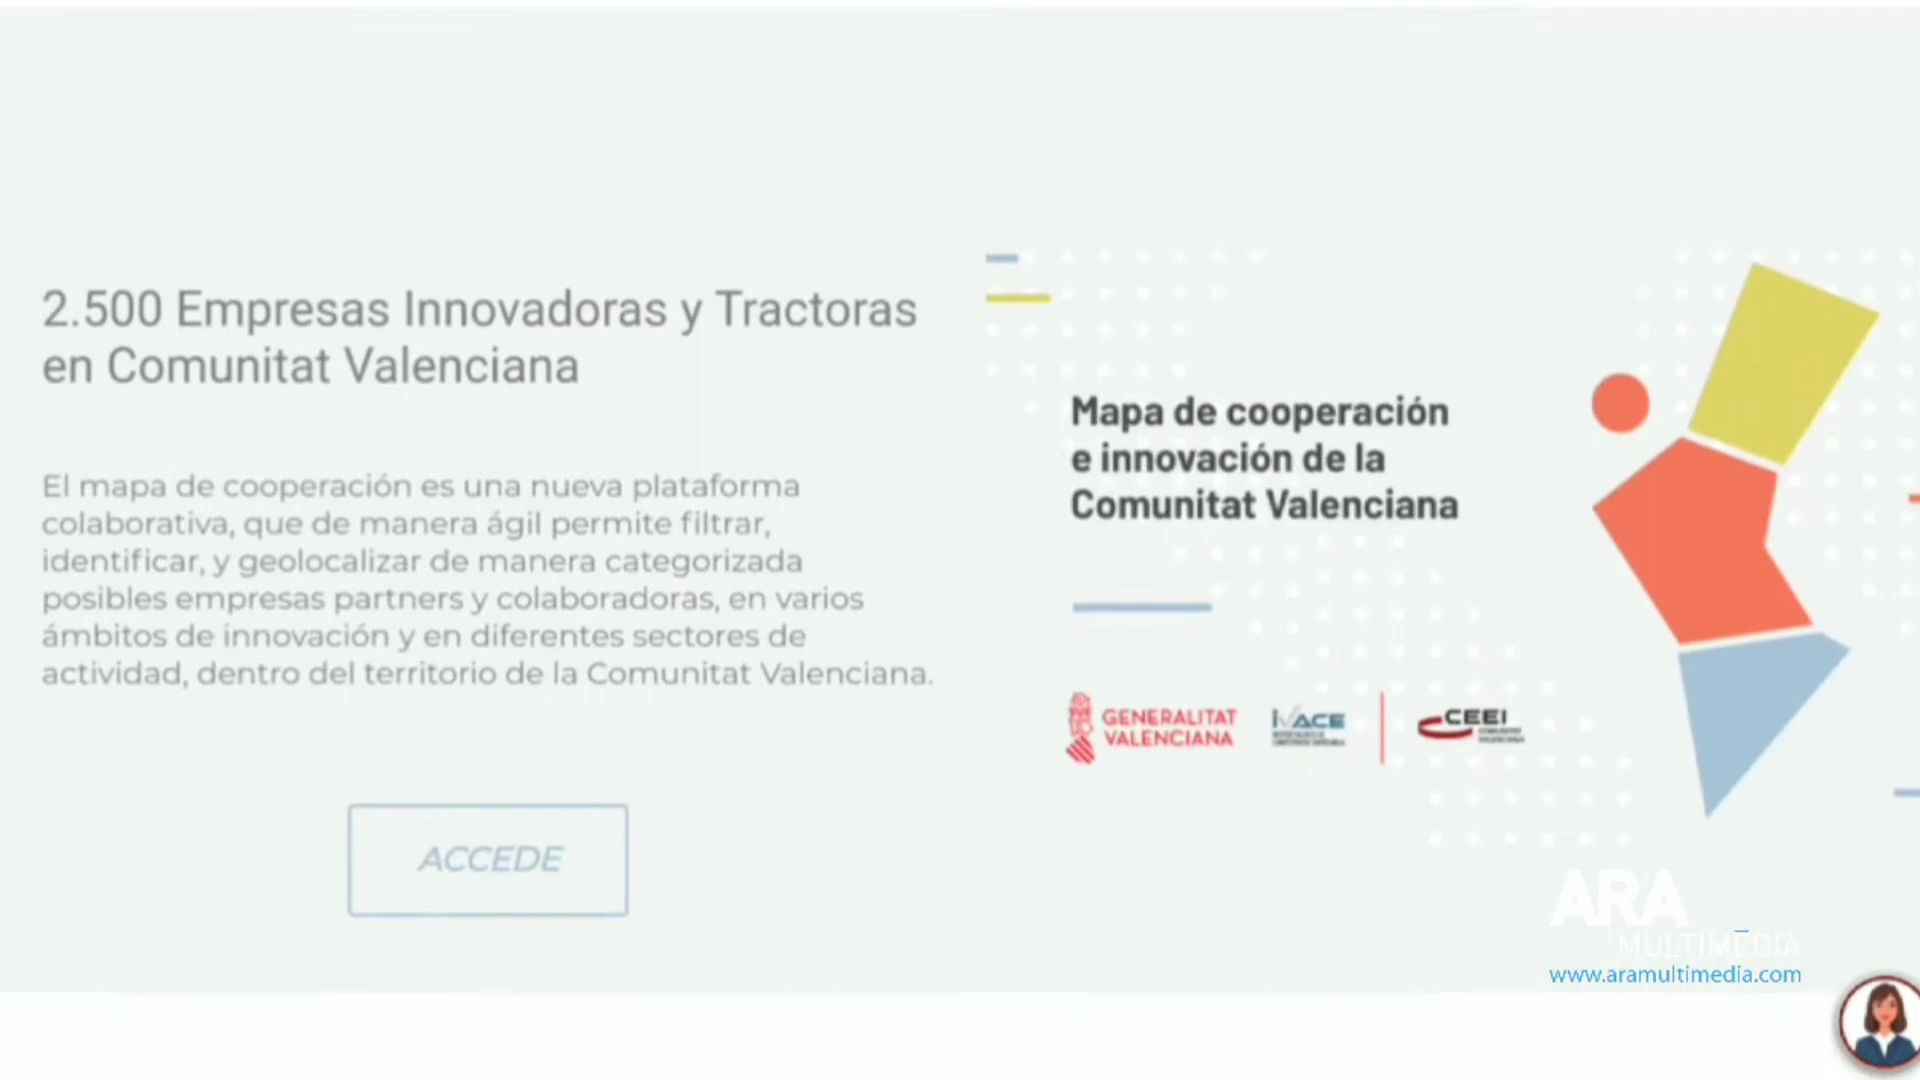 2.500 Empresas Innovadoras y Tractoras
en Comunitat Valenciana
El mapa de cooperación es una nueva plataforma
colaborativa, que de manera ágil permite filtrar,
identificar, y geolocalizar de manera categorizada
posibles empresas partners y colaboradoras, en varios
ámbitos de innovación y en diferentes sectores de
actividad, dentro del territorio de la Comunitat Valenciana.
ACCEDE
Mapa de cooperación
e innovación de la
Comunitat Valenciana
GENERALITAT
VALENCIANA
iVACE
CEEI
COMUNITAT
VALENCIANA
ARA
MULTIMEDIA
www.aramultimedia.com